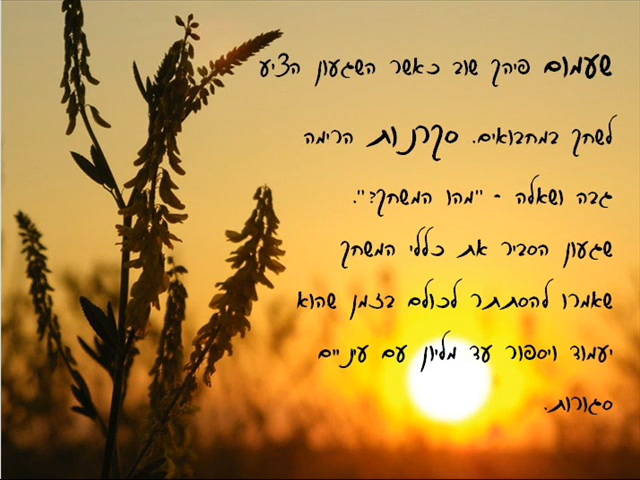 שעמום פיהק שוב כאשר השגעון הציע
לשחק במחבואים. סקרנות הרימה
גבה ושאלה - "מהו המשחק?".
שגעון הסביר את כללי המשחק
שאמרו להסתתר לכולם בזמן שהוא
יעמוד ויספור עד מליון עם עיניים
סגורות.